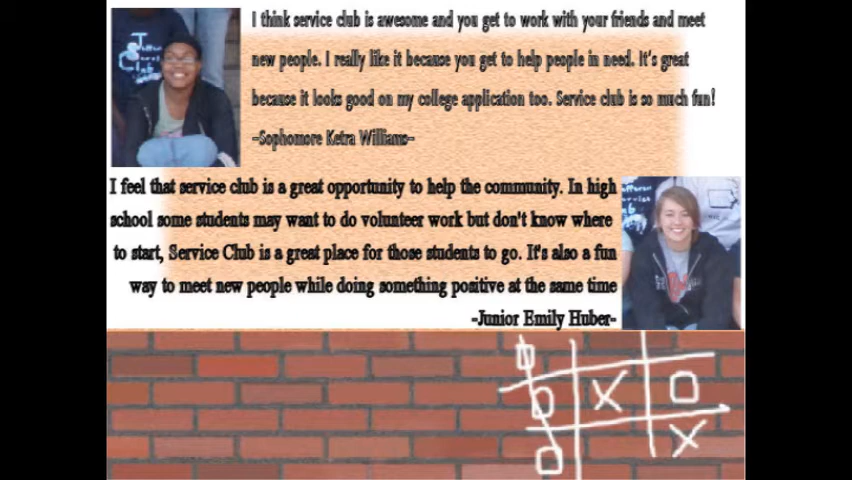 I think service club is awesome and you get to work with your friends and meet
new people. I really like it because you get to help people in need. It's great
because it looks good on my college application too. Service club is so much fun!
-Sophomore Ketra Williams-
I feel that service club is a great opportunity to help the community. In high
school some students may want to do volunteer work but don't know where
to start, Service Club is a great place for those students to go. It's also a fun
way to meet new people while doing something positive at the same time
-Junior Emily Huber-
O
O X O
O X